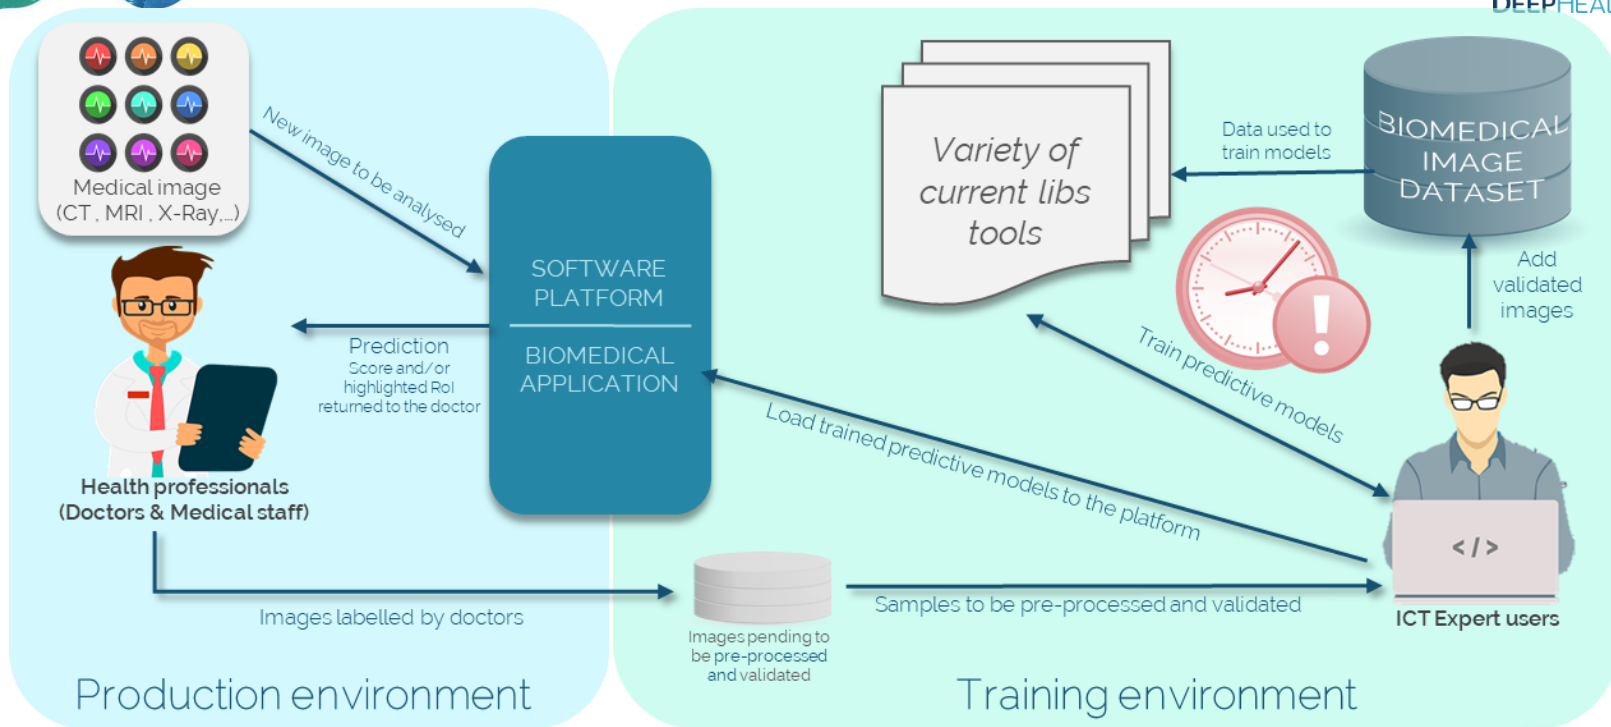 DEEPHEAL
Medical image
(CT , MRI , X-Ray,...)
New image to be analysed
SOFTWARE
PLATFORM
BIOMEDICAL
APPLICATION
Prediction
Score and/or
highlighted RoI
returned to the doctor
Health professionals
(Doctors & Medical staff)
Images labelled by doctors
Production environment
Variety of
current libs
tools
Data used to
train models
BIOMEDICAL
IMAGE
DATASET
Add
validated
images
!
Train predictive models
Load trained predictive models to the platform
</>
ICT Expert users
Samples to be pre-processed and validated
Images pending to
be pre-processed
and validated
Training environment